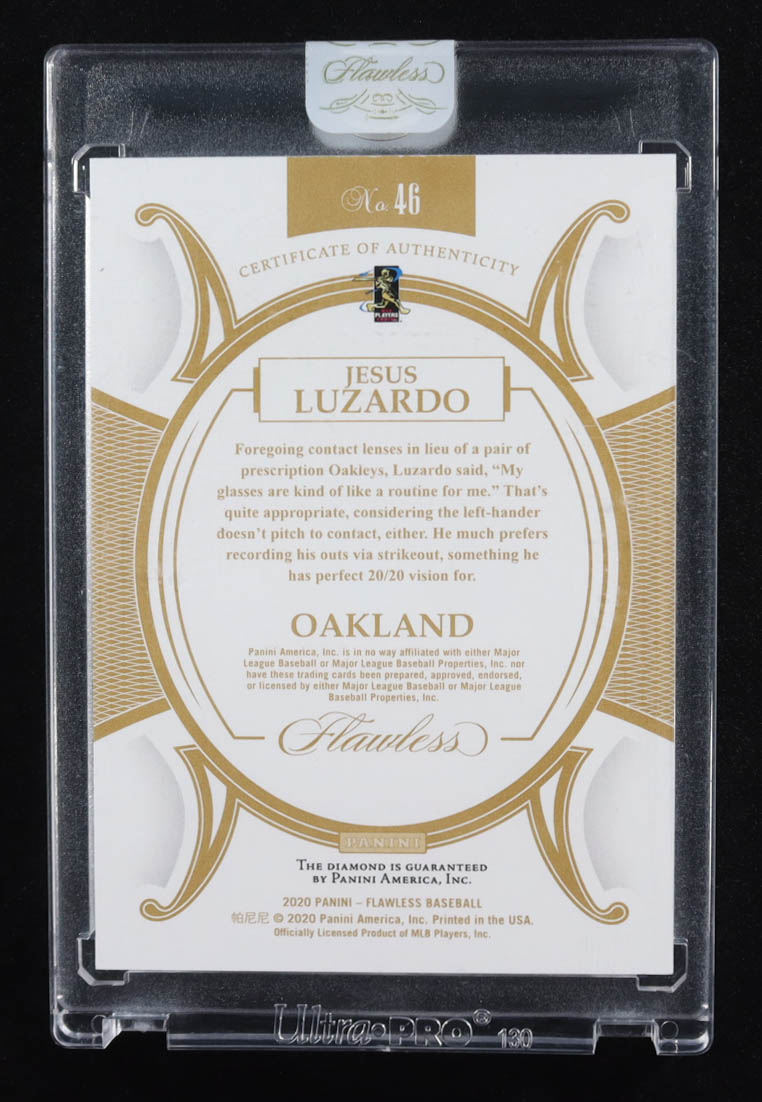 Flawless
No. 46
CERTIFICATE OF AUTHENTICITY
PLAYERS
JESUS
LUZARDO
Foregoing contact lenses in lieu of a pair of
prescription Oakleys, Luzardo said, “My
glasses are kind of like a routine for me.” That’s
quite appropriate, considering the left-hander
doesn’t pitch to contact, either. He much prefers
recording his outs via strikeout, something he
has perfect 20/20 vision for.
OAKLAND
Panini America, Inc. is in no way affiliated with either Major
League Baseball or Major League Baseball Properties, Inc. nor
have these trading cards been prepared, approved, endorsed,
or licensed by either Major League Baseball or Major League
Baseball Properties, Inc.
Flawless
PANINI
THE DIAMOND IS GUARANTEED
BY PANINI AMERICA, INC.
2020 PANINI – FLAWLESS BASEBALL
帕尼尼 © 2020 Panini America, Inc. Printed in the USA.
Officially Licensed Product of MLB Players, Inc.
Ultra•PRO® 130